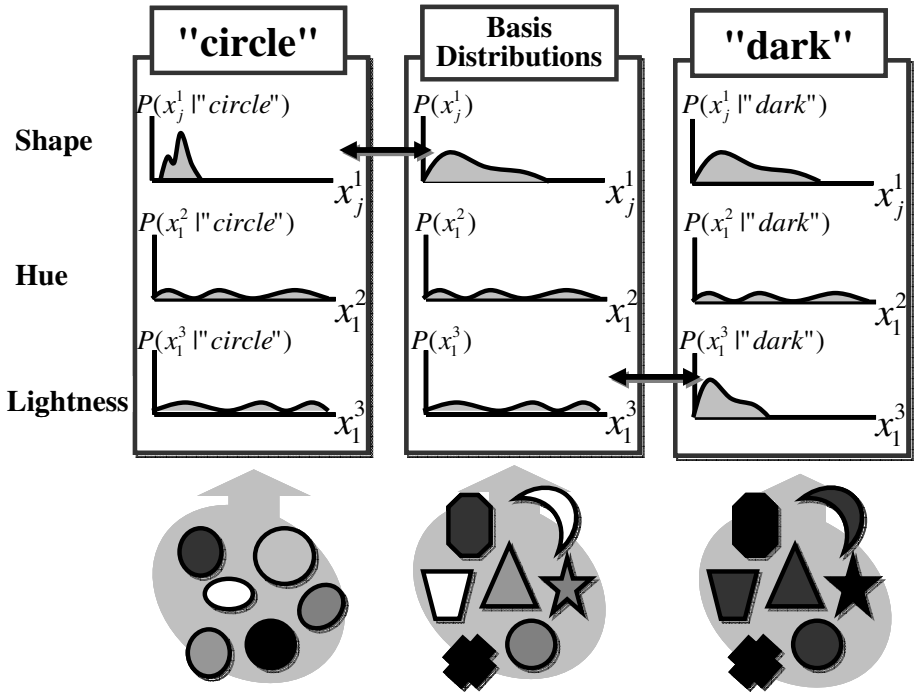 "circle"
Basis
Distributions
"dark"
Shape
P(x_j^1 |"circle")
x_j^1
P(x_j^1)
x_j^1
P(x_j^1 |"dark")
x_j^1
Hue
P(x_1^2 |"circle")
x_1^2
P(x_1^2)
x_1^2
P(x_1^2 |"dark")
x_1^2
Lightness
P(x_1^3 |"circle")
x_1^3
P(x_1^3)
x_1^3
P(x_1^3 |"dark")
x_1^3